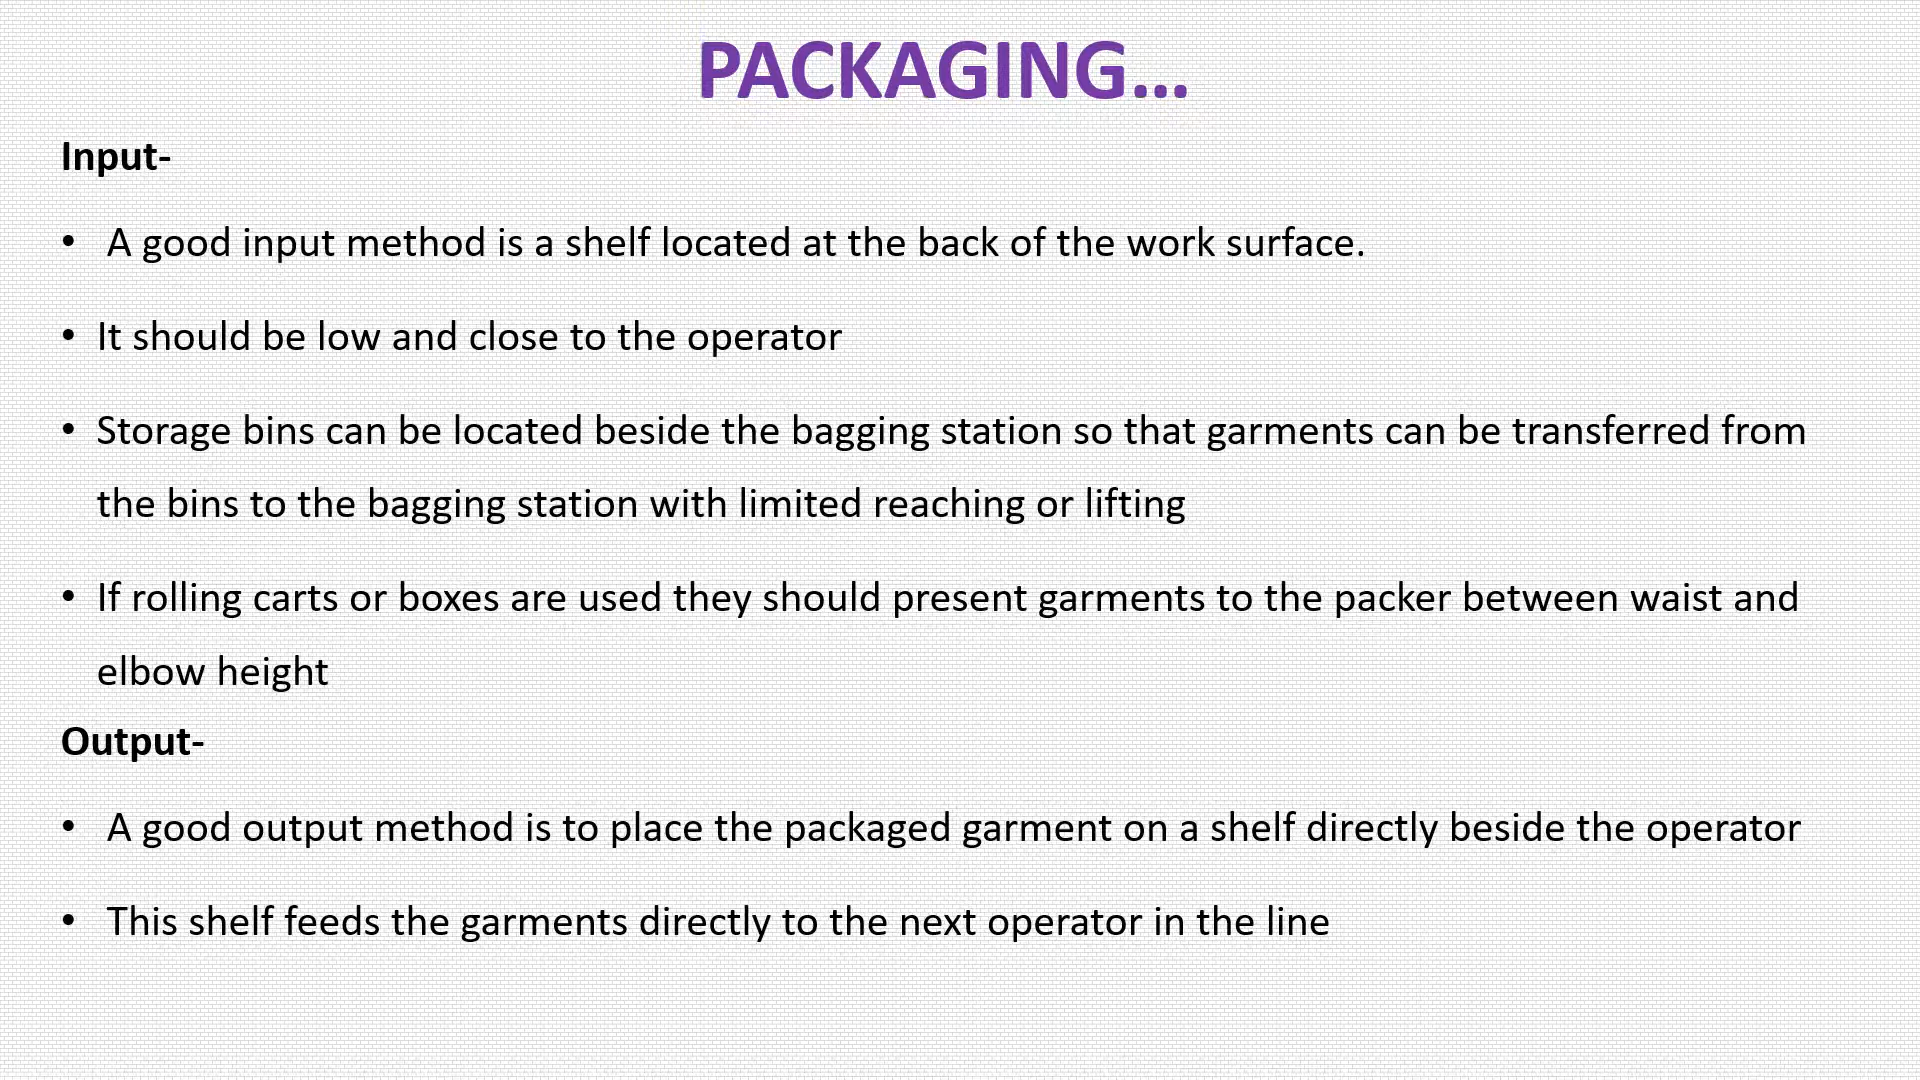 PACKAGING...
Input-
• A good input method is a shelf located at the back of the work surface.
• It should be low and close to the operator
• Storage bins can be located beside the bagging station so that garments can be transferred from
the bins to the bagging station with limited reaching or lifting
• If rolling carts or boxes are used they should present garments to the packer between waist and
elbow height
Output-
• A good output method is to place the packaged garment on a shelf directly beside the operator
• This shelf feeds the garments directly to the next operator in the line